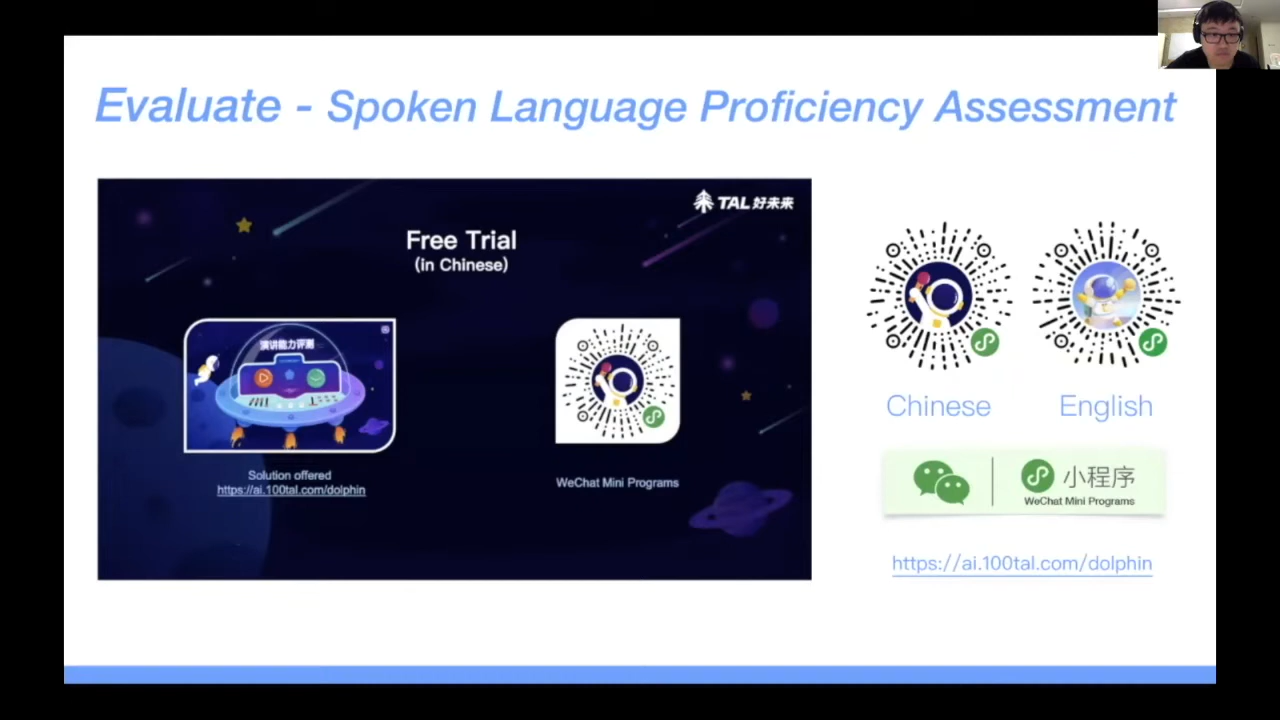 Evaluate - Spoken Language Proficiency Assessment
TAL 好未来
Free Trial
(in Chinese)
演讲能力评测
Solution offered
https://ai.100tal.com/dolphin
WeChat Mini Programs
Chinese
English
小程序
WeChat Mini Programs
https://ai.100tal.com/dolphin